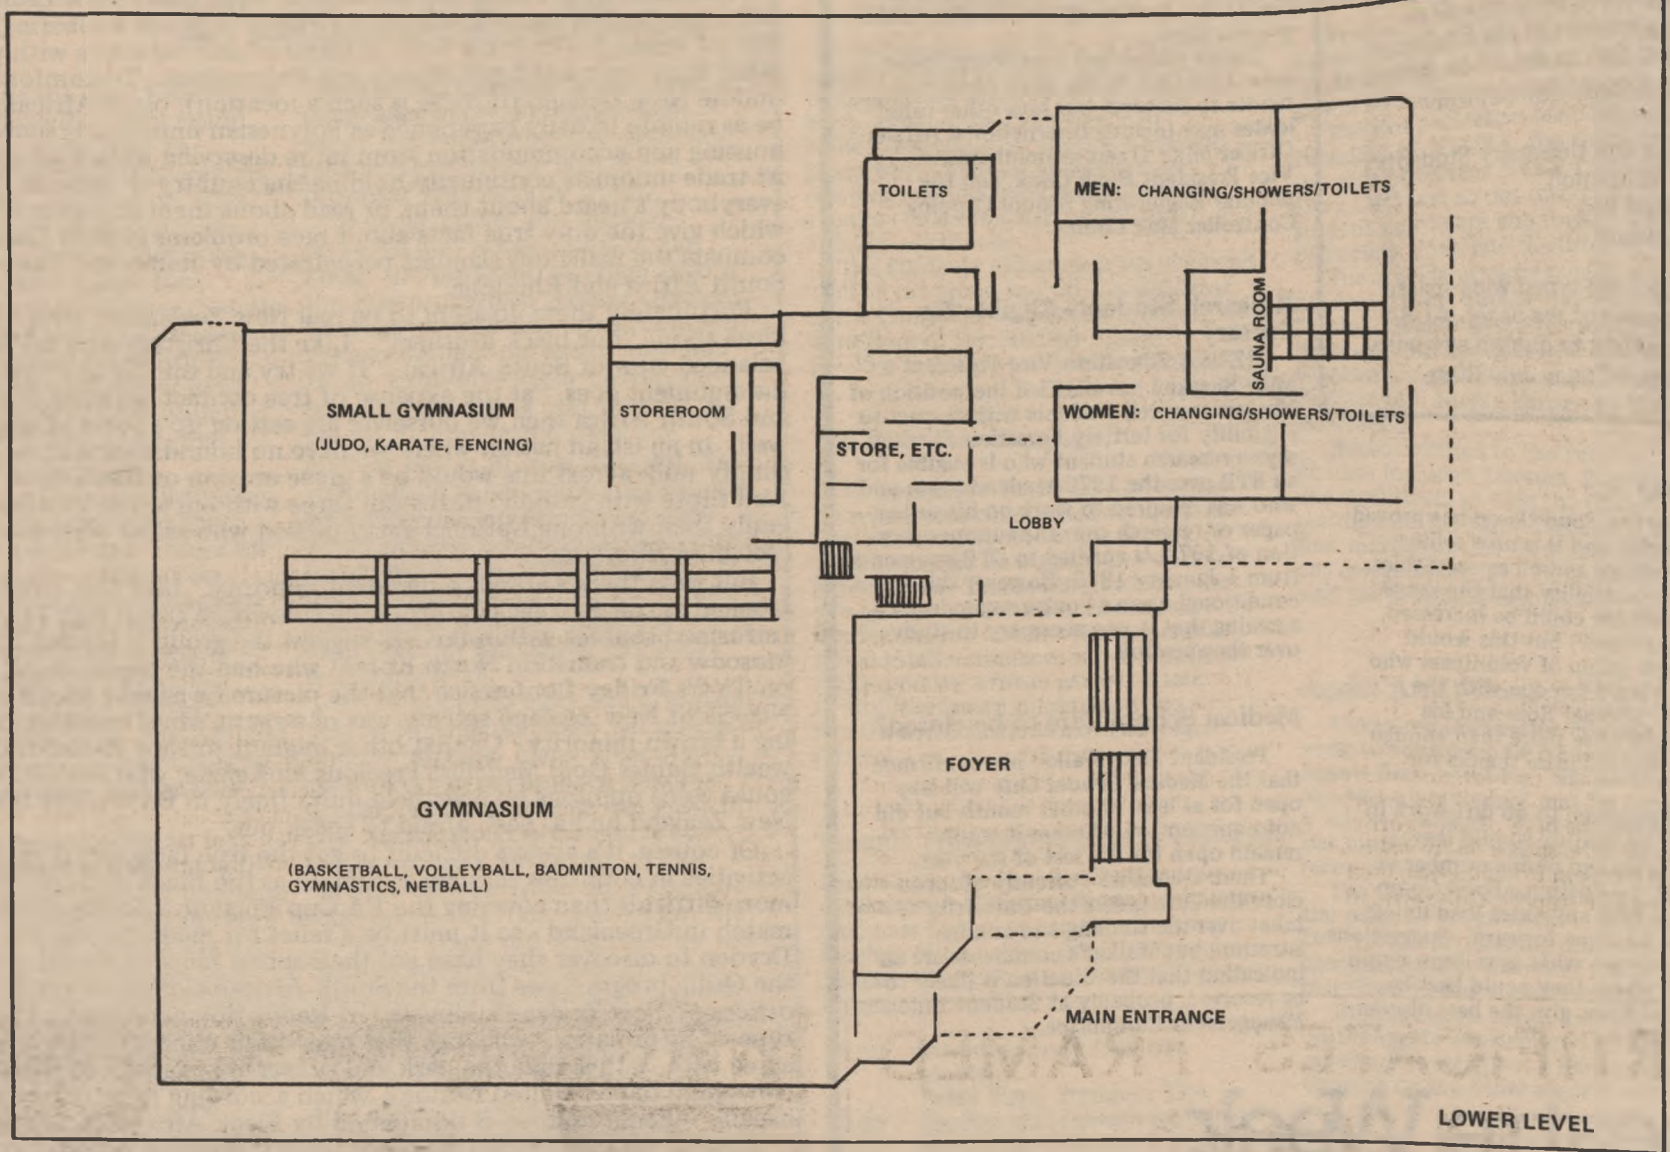 TOILETS
MEN: CHANGING/SHOWERS/TOILETS
SAUNA ROOM
SMALL GYMNASIUM
(JUDO, KARATE, FENCING)
STOREROOM
WOMEN: CHANGING/SHOWERS/TOILETS
STORE, ETC.
LOBBY
FOYER
GYMNASIUM
(BASKETBALL, VOLLEYBALL, BADMINTON, TENNIS,
GYMNASTICS, NETBALL)
MAIN ENTRANCE
LOWER LEVEL